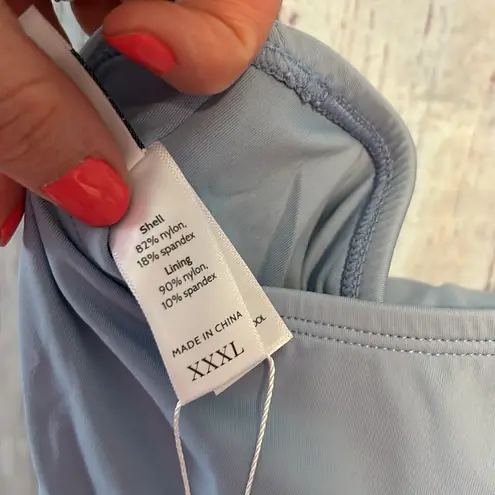 Shell
82% nylon,
18% spandex
Lining
90% nylon,
10% spandex
MADE IN CHINA
XXXL